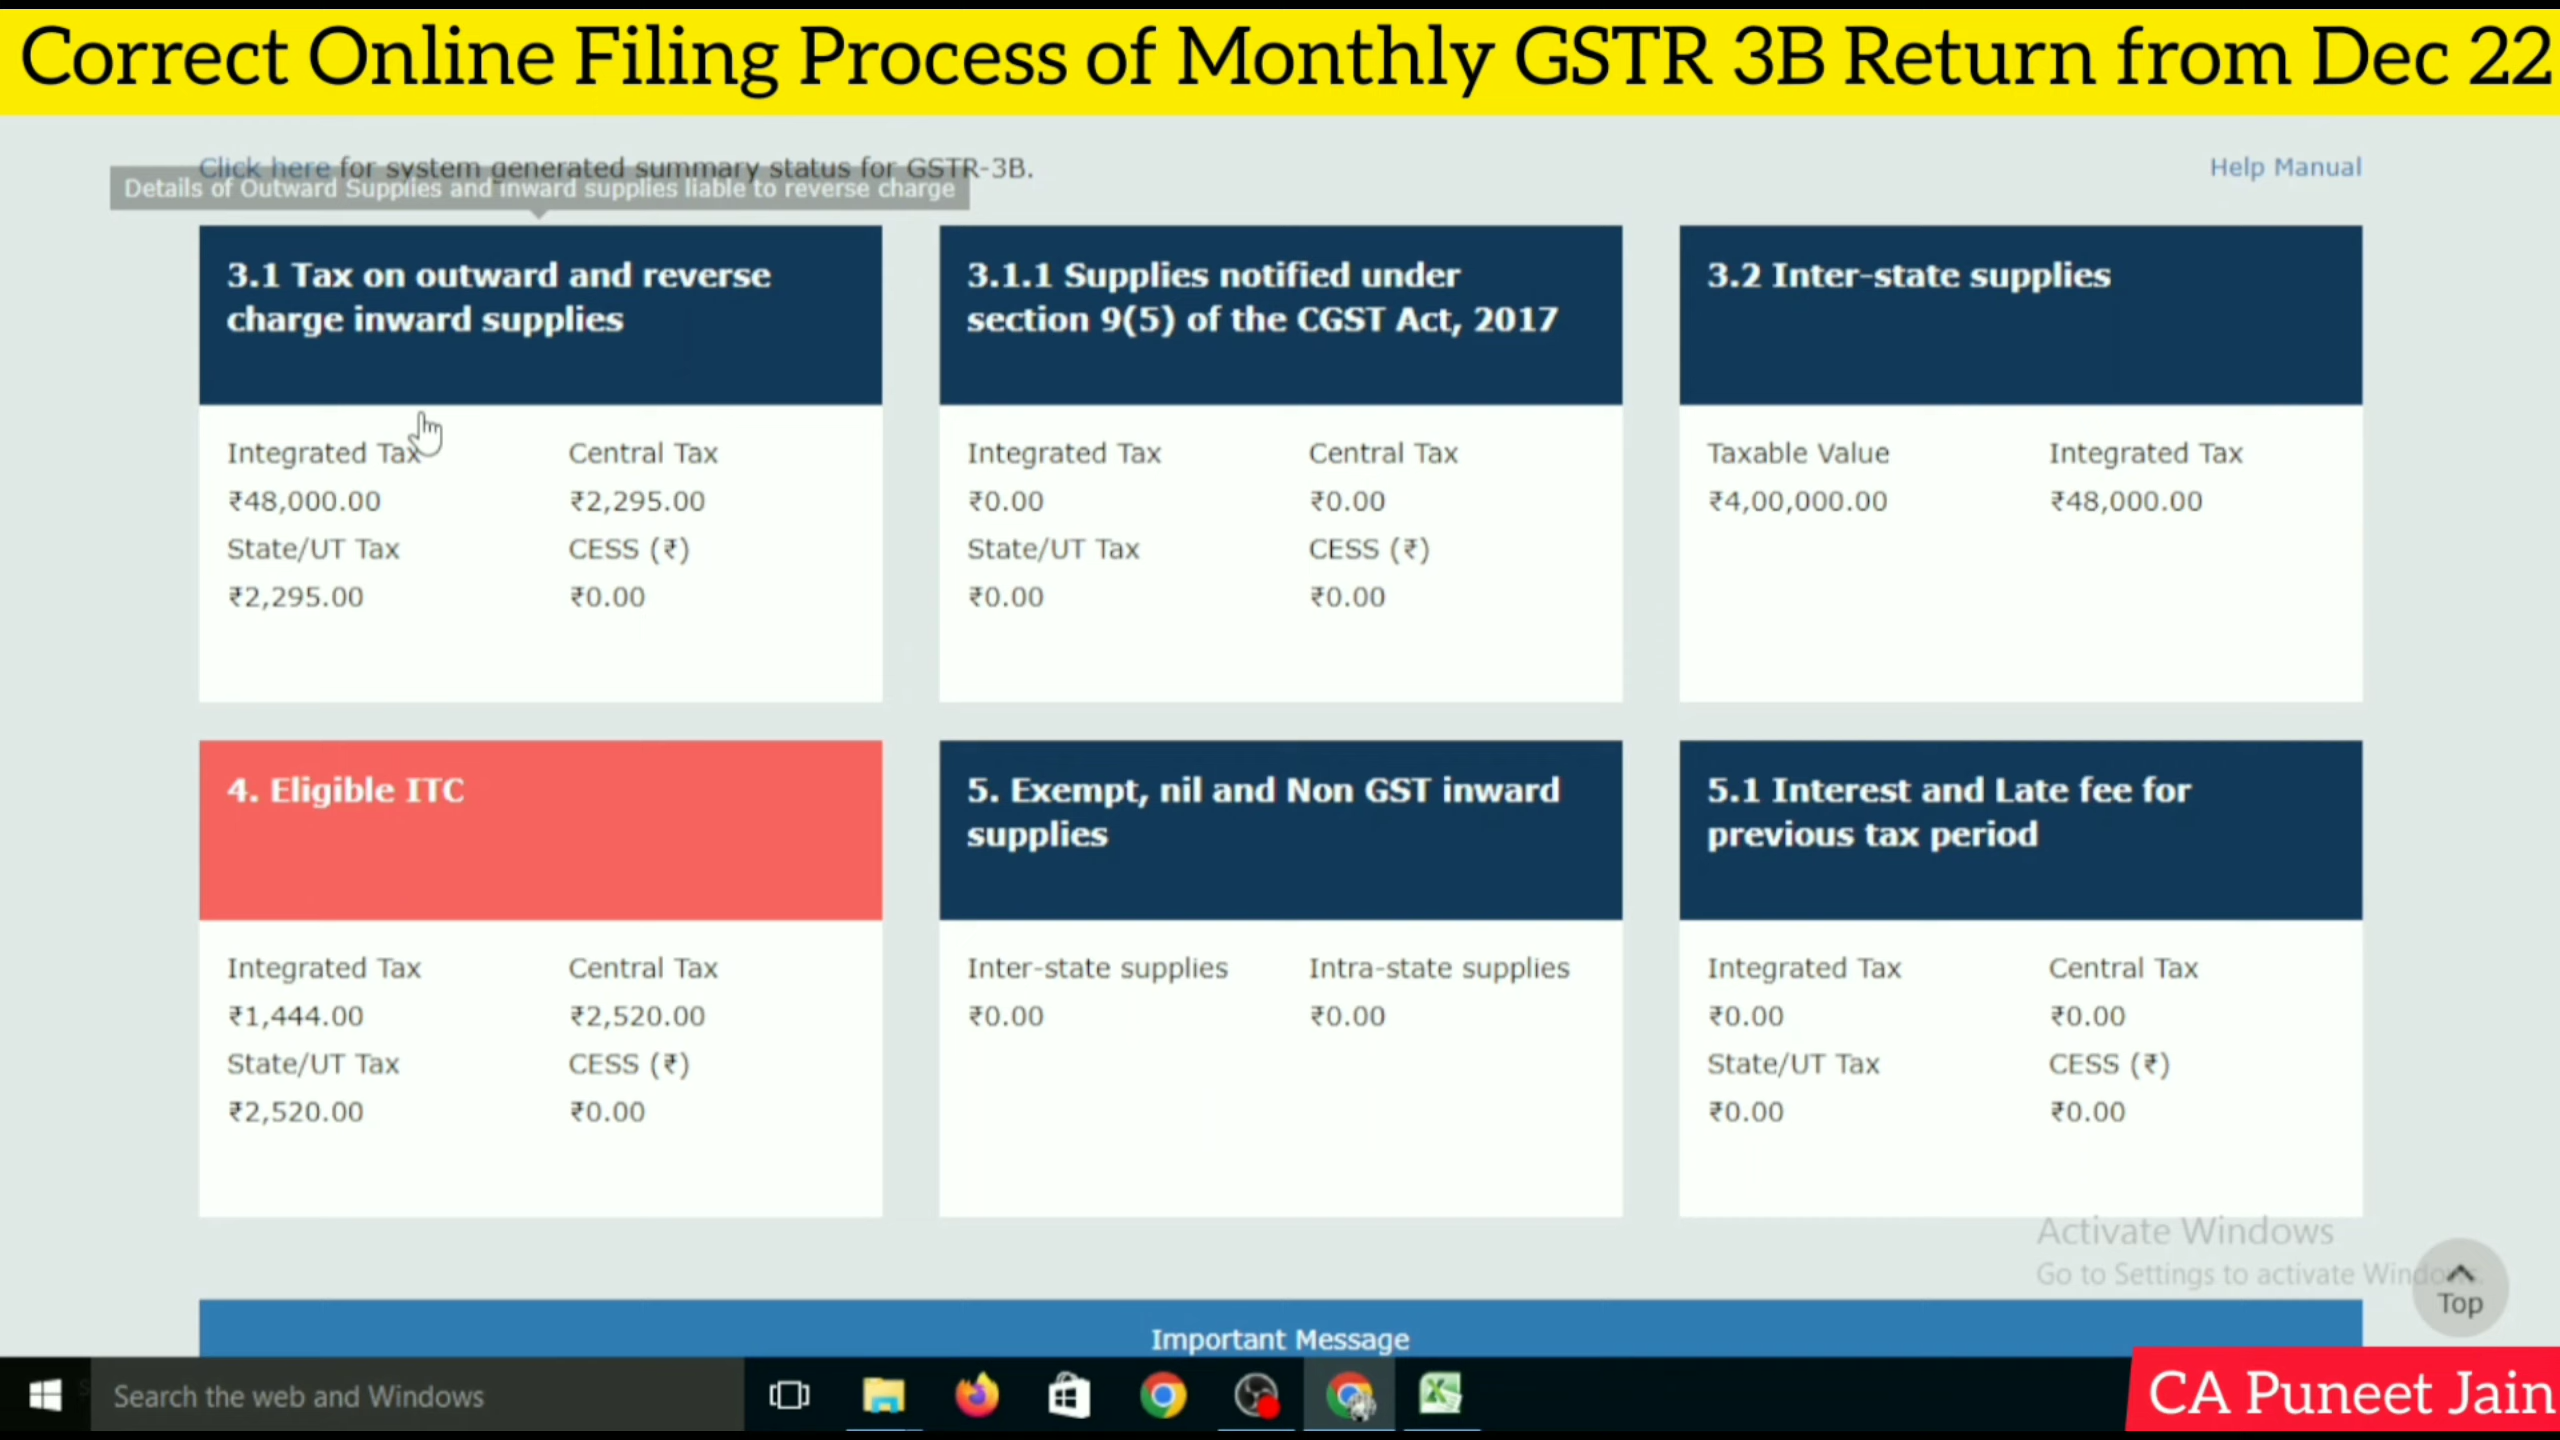 Correct Online Filing Process of Monthly GSTR 3B Return from Dec 22
Click here for system generated summary status for GSTR-3B.
Help Manual
Details of Outward Supplies and inward supplies liable to reverse charge
3.1 Tax on outward and reverse
charge inward supplies
Integrated Tax
Central Tax
₹48,000.00
₹2,295.00
State/UT Tax
CESS (₹)
₹2,295.00
₹0.00
3.1.1 Supplies notified under
section 9(5) of the CGST Act, 2017
Integrated Tax
Central Tax
₹0.00
₹0.00
State/UT Tax
CESS (₹)
₹0.00
₹0.00
3.2 Inter-state supplies
Taxable Value
Integrated Tax
₹4,00,000.00
₹48,000.00
4. Eligible ITC
Integrated Tax
Central Tax
₹1,444.00
₹2,520.00
State/UT Tax
CESS (₹)
₹2,520.00
₹0.00
5. Exempt, nil and Non GST inward
supplies
Inter-state supplies
Intra-state supplies
₹0.00
₹0.00
5.1 Interest and Late fee for
previous tax period
Integrated Tax
Central Tax
₹0.00
₹0.00
State/UT Tax
CESS (₹)
₹0.00
₹0.00
Activate Windows
Go to Settings to activate Windows.
Top
Important Message
Search the web and Windows
CA Puneet Jain